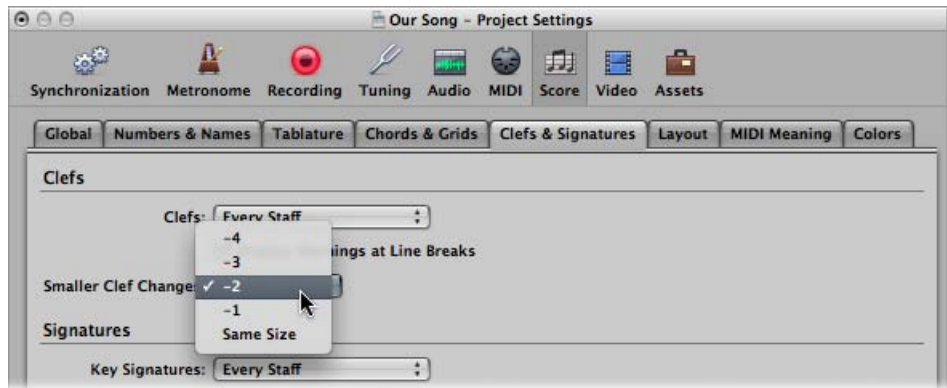 Our Song – Project Settings
Synchronization Metronome Recording Tuning Audio MIDI Score Video Assets
Global Numbers & Names Tablature Chords & Grids Clefs & Signatures Layout MIDI Meaning Colors
Clefs
Clefs: Every Staff
-4
at Line Breaks
-3
Smaller Clef ✓ -2
-1
Signatures
Same Size
Key Signatures: Every Staff